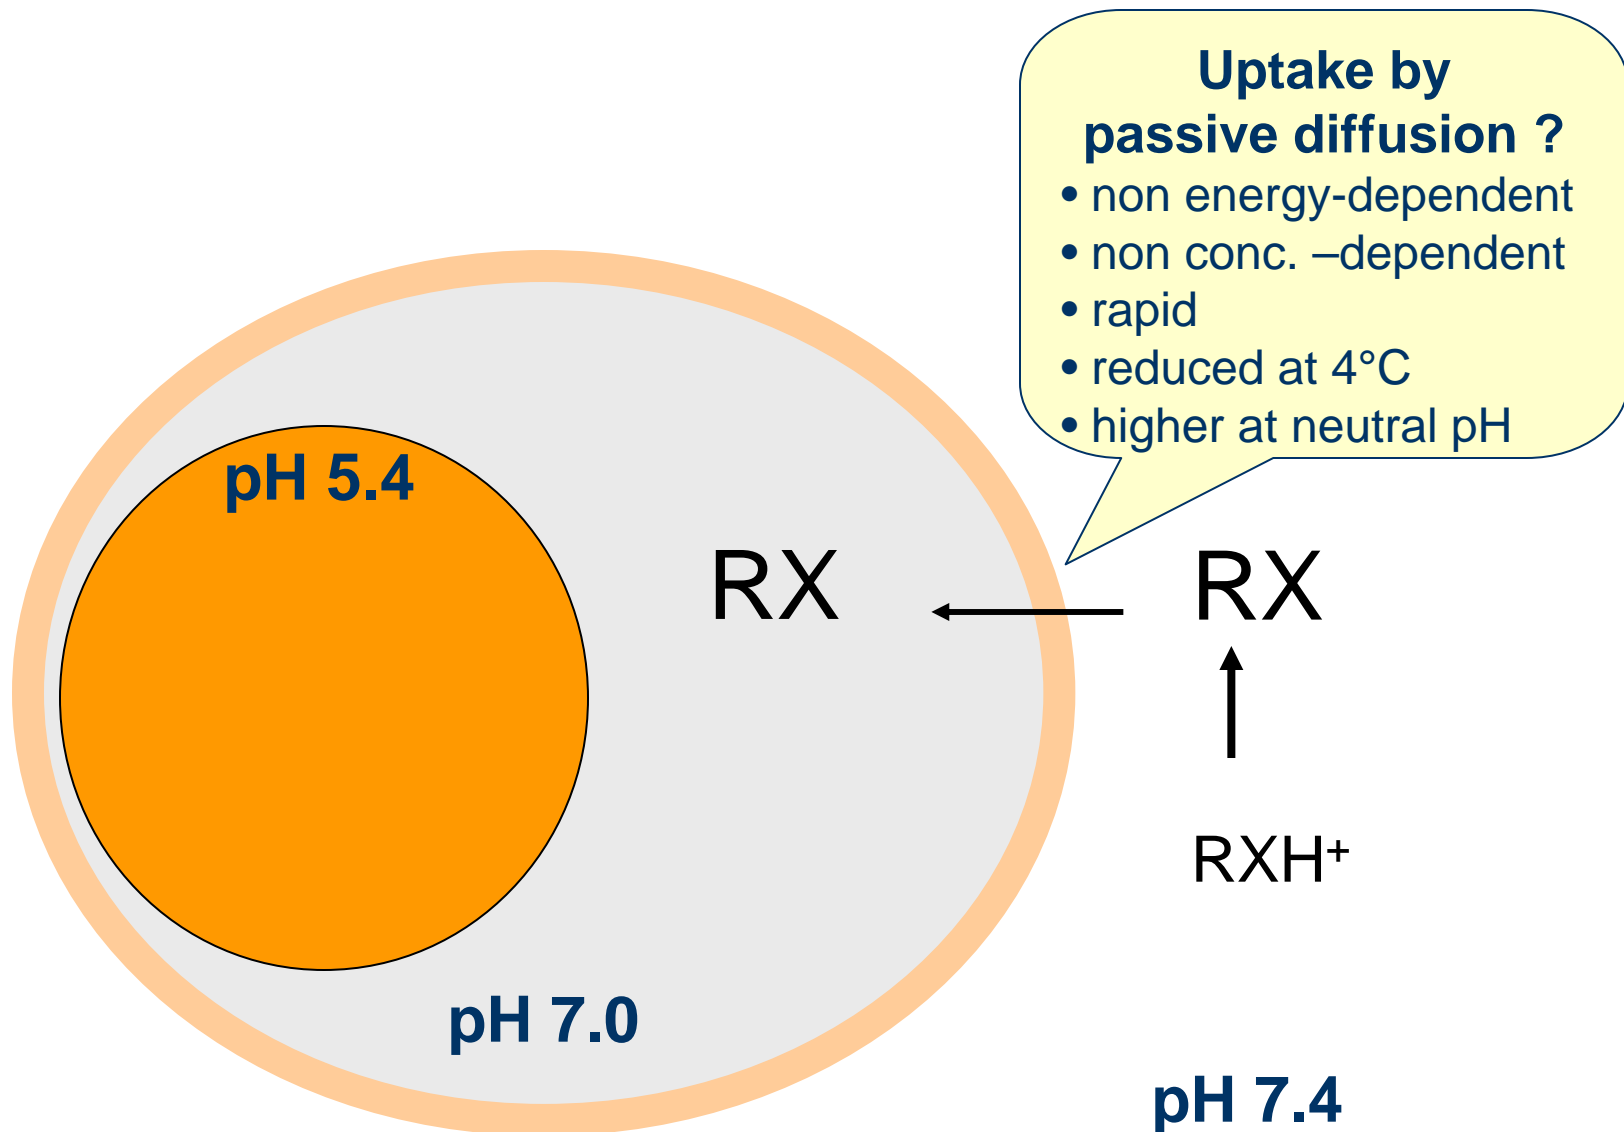 Uptake by
passive diffusion ?
• non energy-dependent
• non conc. –dependent
• rapid
• reduced at 4°C
• higher at neutral pH
pH 5.4
RX
RX
RXH⁺
pH 7.0
pH 7.4